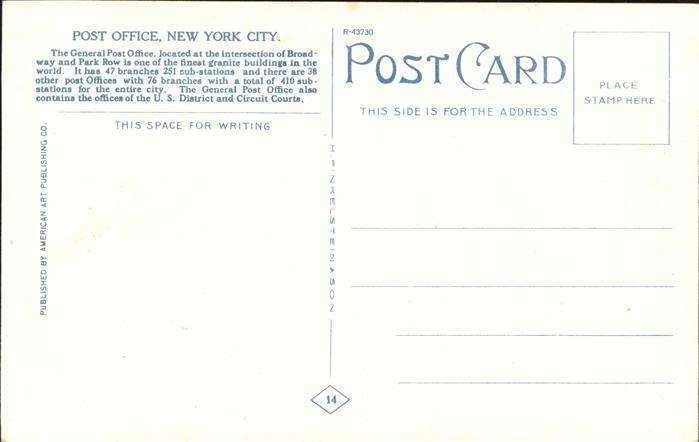 POST OFFICE, NEW YORK CITY.
The General Post Office, located at the intersection of Broad-
way and Park Row is one of the finest granite buildings in the
world. It has 47 branches 251 sub-stations and there are 38
other post Offices with 76 branches with a total of 410 sub-
stations for the entire city. The General Post Office also
contains the offices of the U. S. District and Circuit Courts.
THIS SPACE FOR WRITING
PUBLISHED BY AMERICAN ART PUBLISHING CO.
R-43730
POST CARD
THIS SIDE IS FOR THE ADDRESS
PLACE
STAMP HERE
14